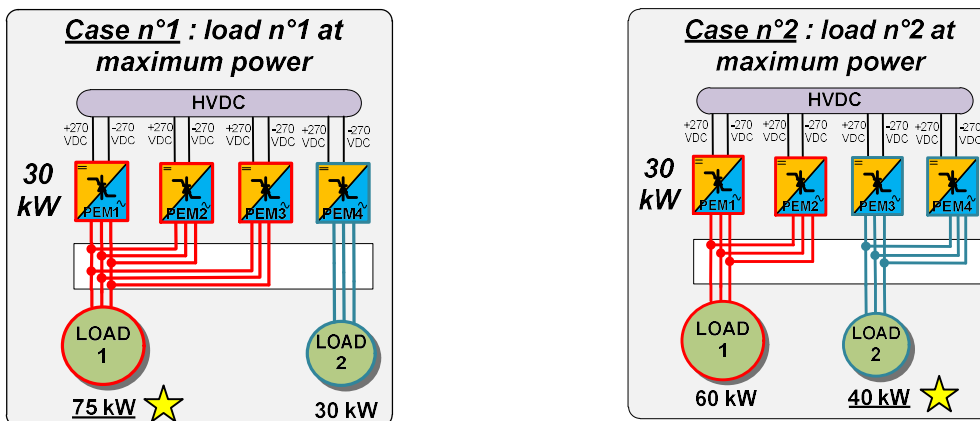 Case n°1 : load n°1 at
maximum power
HVDC
+270 VDC -270 VDC +270 VDC -270 VDC +270 VDC -270 VDC +270 VDC -270 VDC
30
kW
PEM1 PEM2 PEM3 PEM4
LOAD
1
LOAD
2
75 kW
30 kW
Case n°2 : load n°2 at
maximum power
HVDC
+270 VDC -270 VDC +270 VDC -270 VDC +270 VDC -270 VDC +270 VDC -270 VDC
30
kW
PEM1 PEM2 PEM3 PEM4
LOAD
1
LOAD
2
60 kW
40 kW